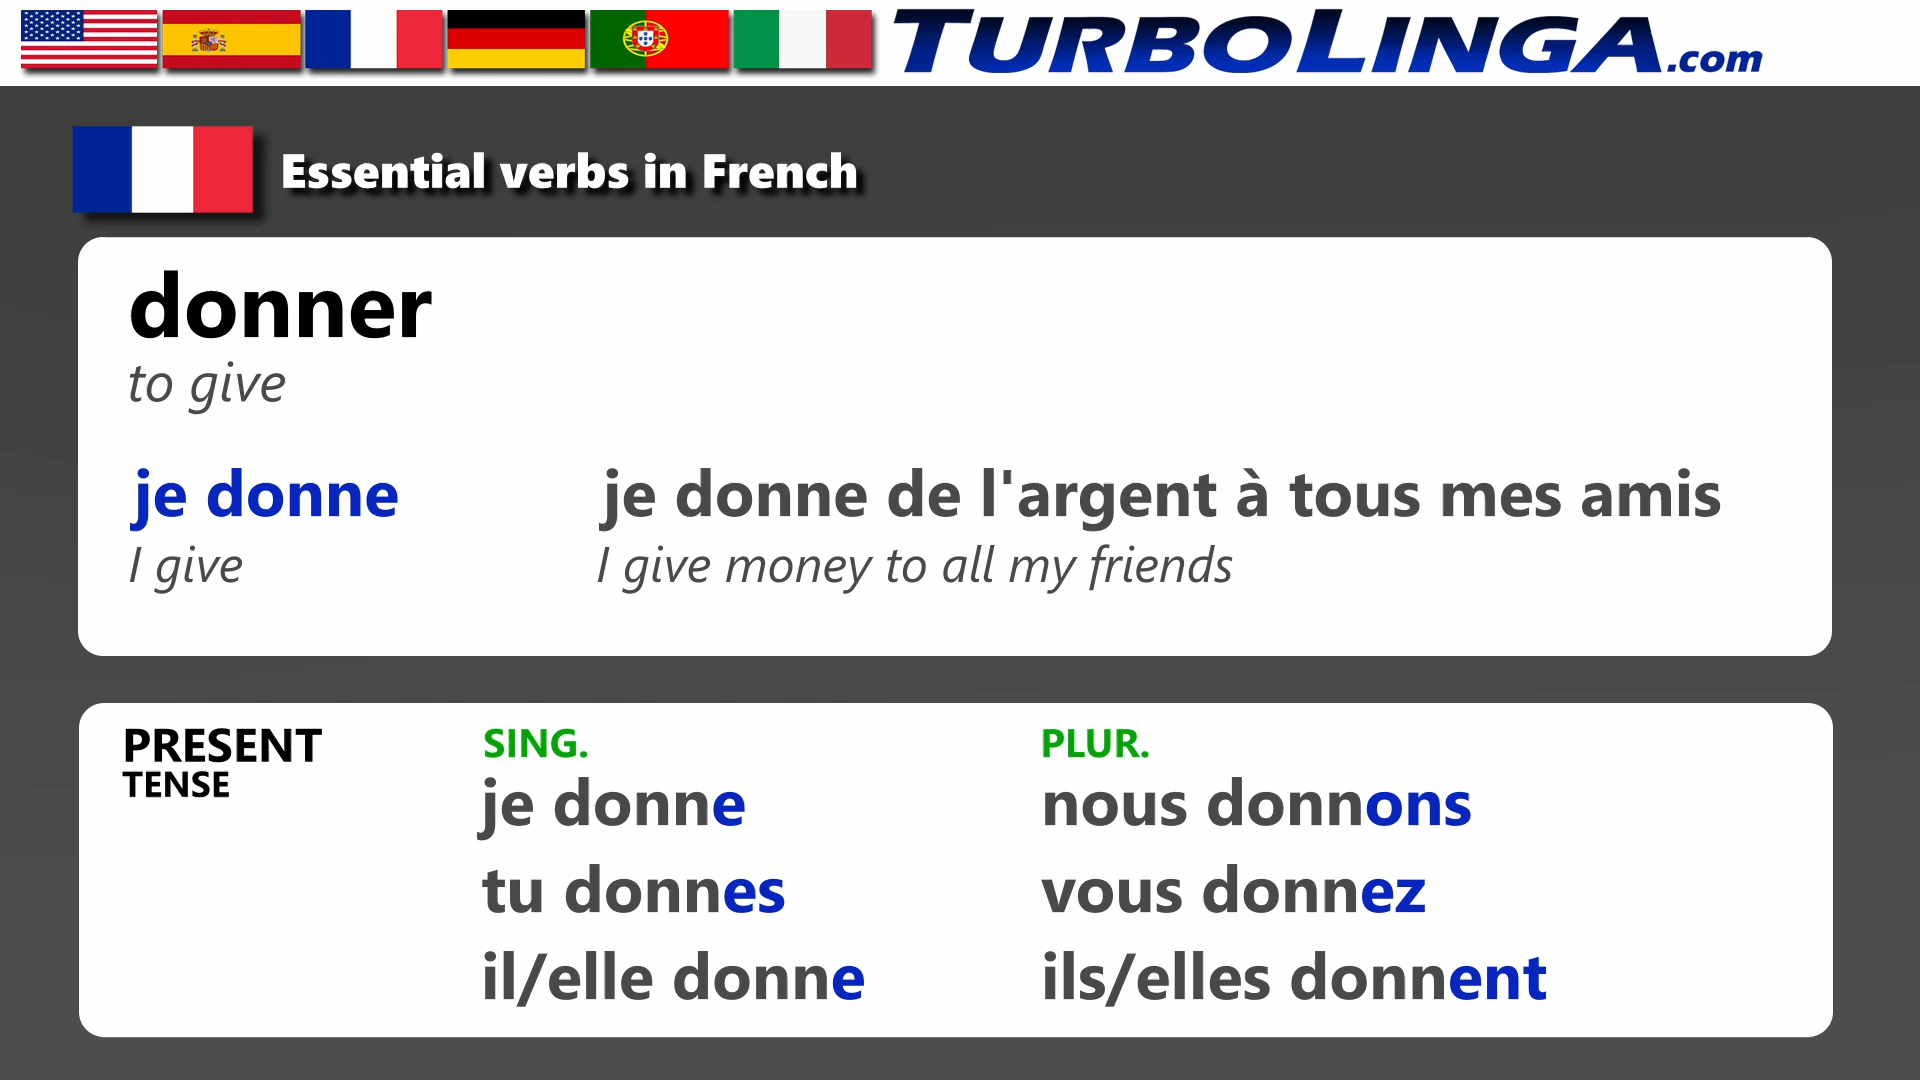 TURBOLINGA.com
Essential verbs in French
donner
to give
je donne
I give
je donne de l'argent à tous mes amis
I give money to all my friends
PRESENT
TENSE
SING.
je donne
tu donnes
il/elle donne
PLUR.
nous donnons
vous donnez
ils/elles donnent